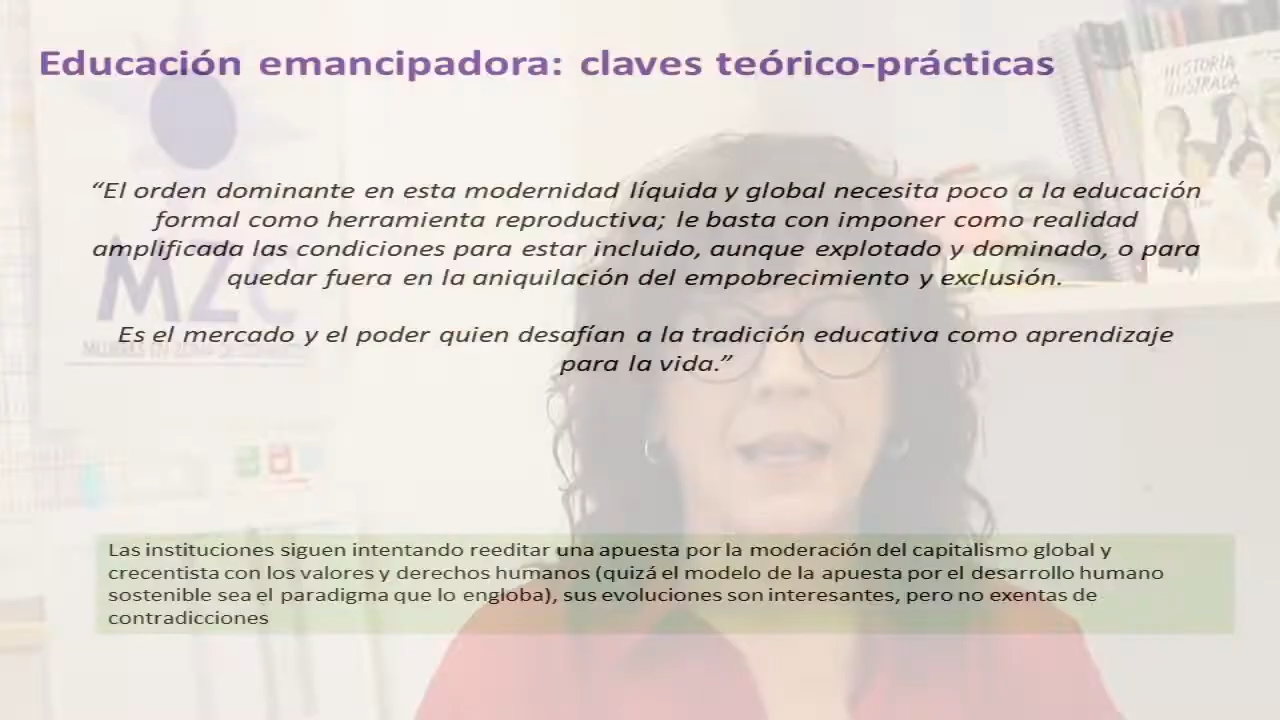 Educación emancipadora: claves teórico-prácticas
HISTORIA
ILUSTRADA
“El orden dominante en esta modernidad líquida y global necesita poco a la educación
formal como herramienta reproductiva; le basta con imponer como realidad
amplificada las condiciones para estar incluido, aunque explotado y dominado, o para
quedar fuera en la aniquilación del empobrecimiento y exclusión.
MZC
Es el mercado y el poder quien desafían a la tradición educativa como aprendizaje
para la vida.”
Las instituciones siguen intentando reeditar una apuesta por la moderación del capitalismo global y
crecentista con los valores y derechos humanos (quizá el modelo de la apuesta por el desarrollo humano
sostenible sea el paradigma que lo engloba), sus evoluciones son interesantes, pero no exentas de
contradicciones